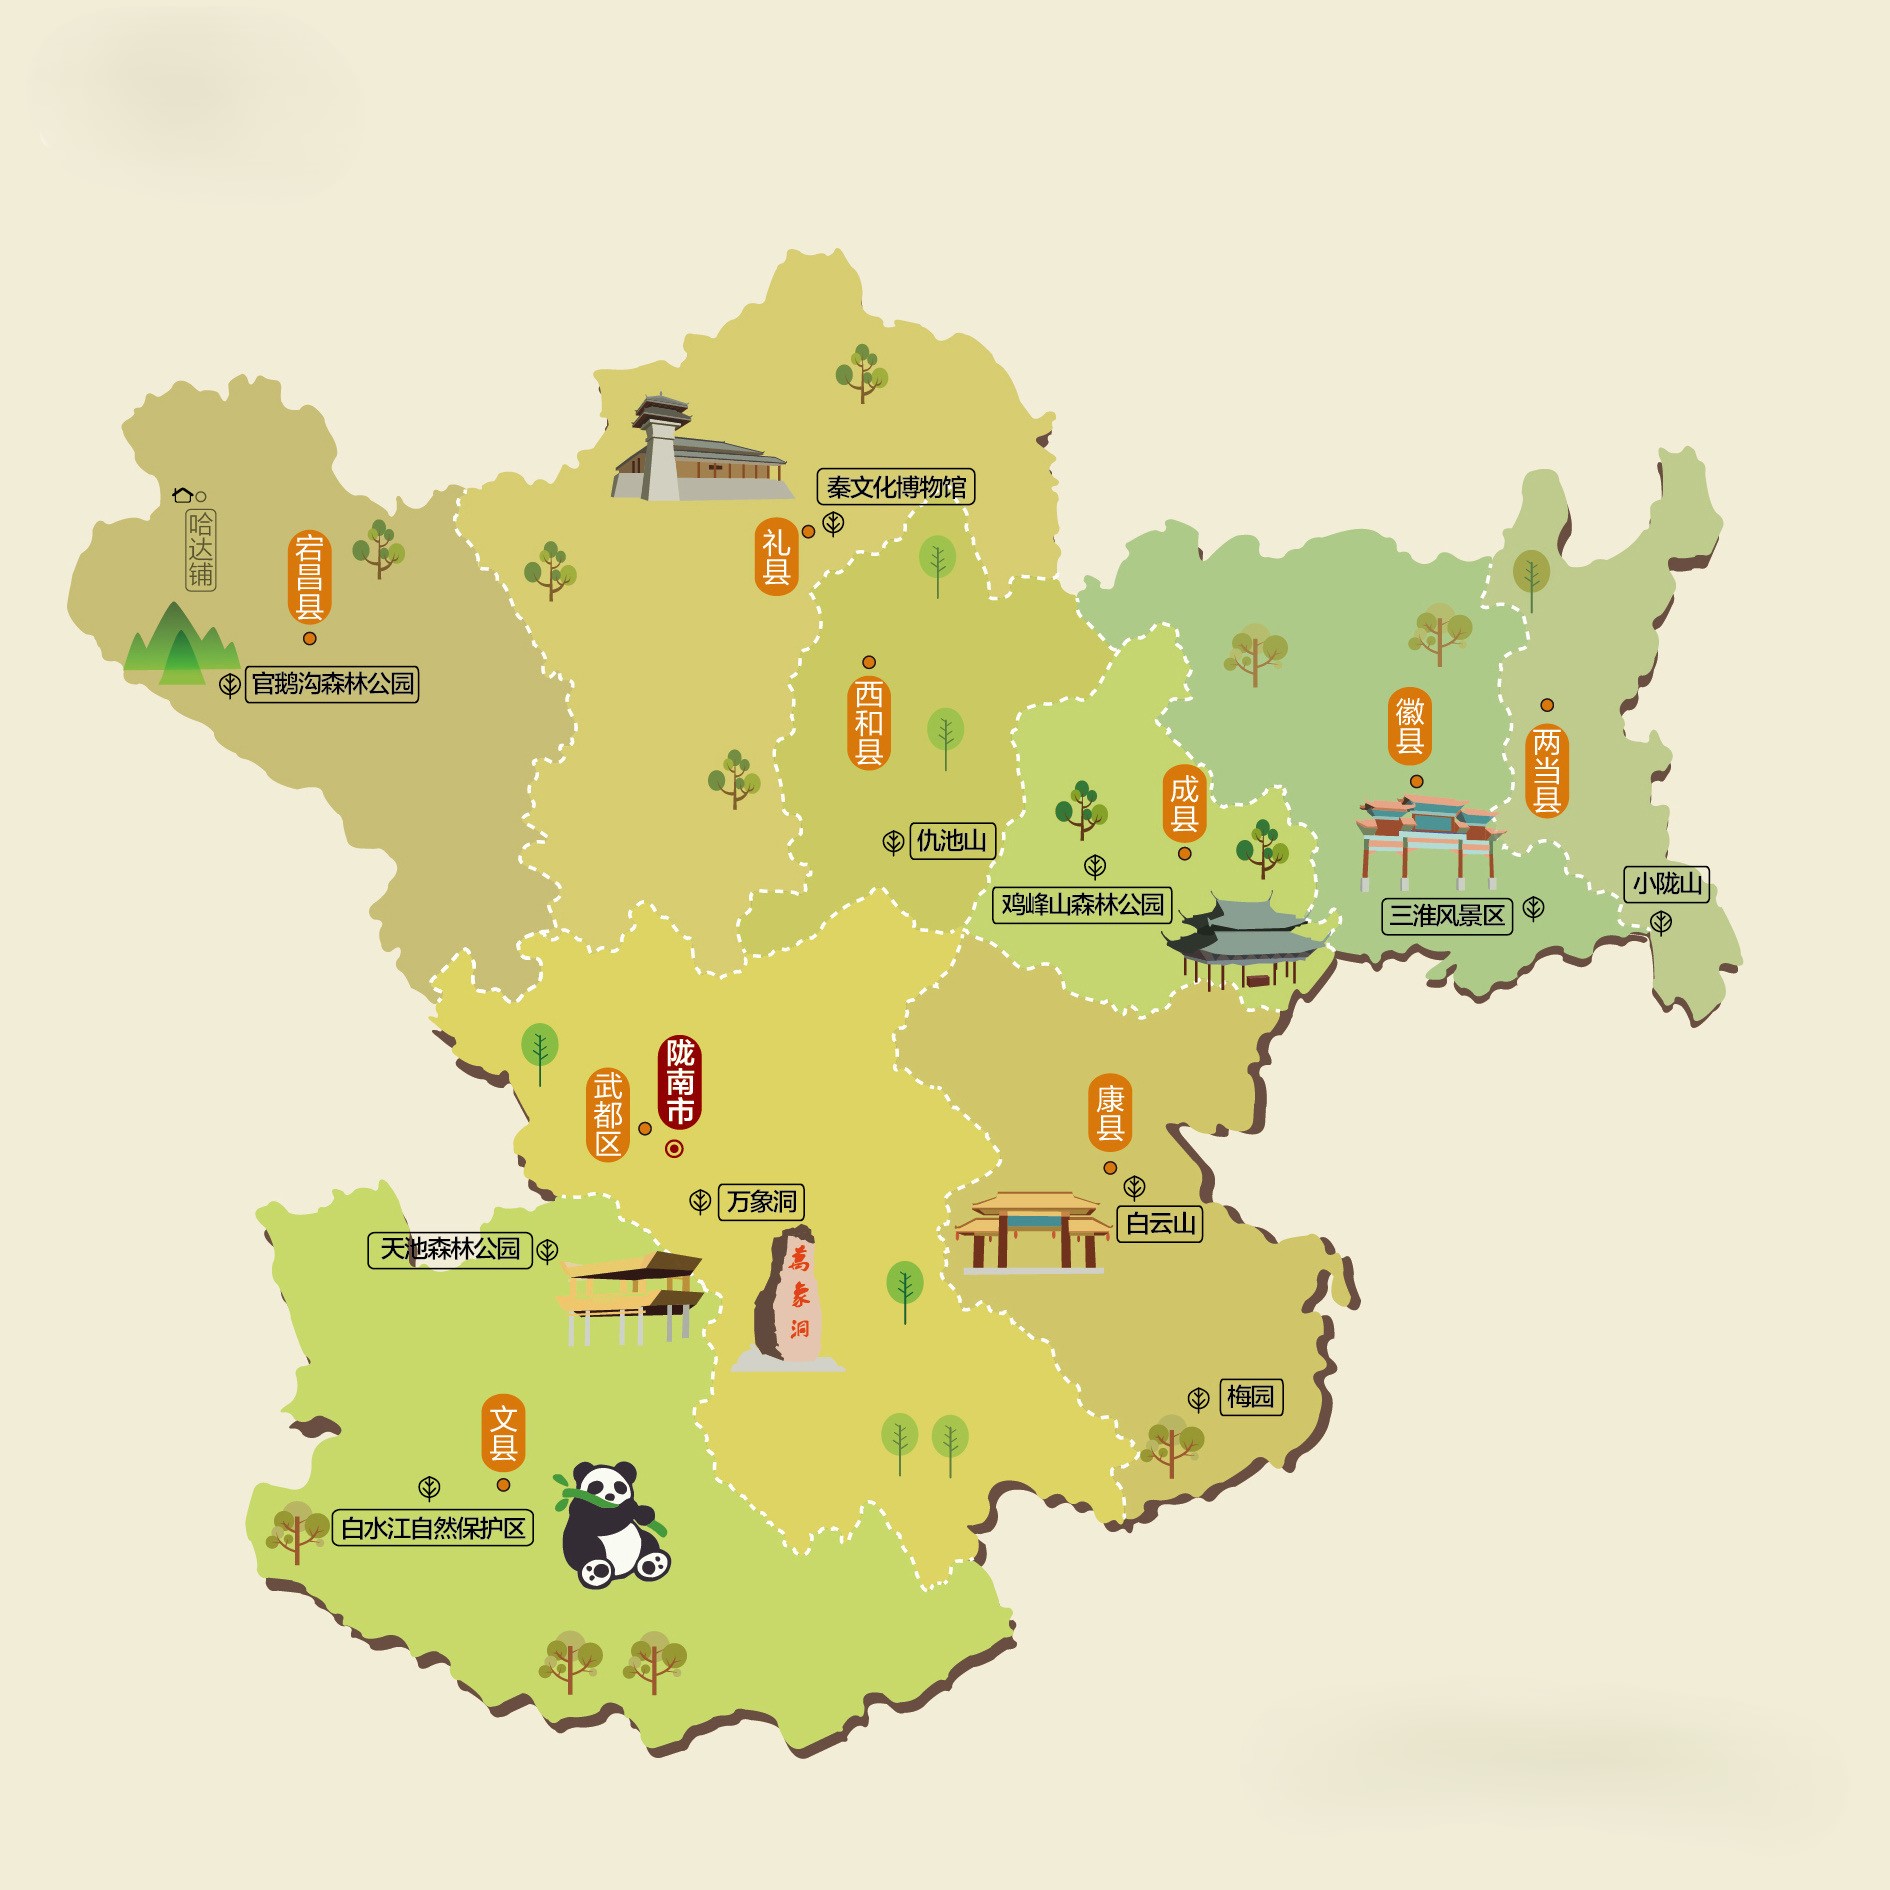 秦文化博物馆
哈达铺
宕昌县
礼县
官鹅沟森林公园
西和县
徽县
两当县
成县
仇池山
鸡峰山森林公园
小陇山
三淮风景区
陇南市
武都区
康县
万象洞
白云山
天池森林公园
萬象洞
梅园
文县
白水江自然保护区